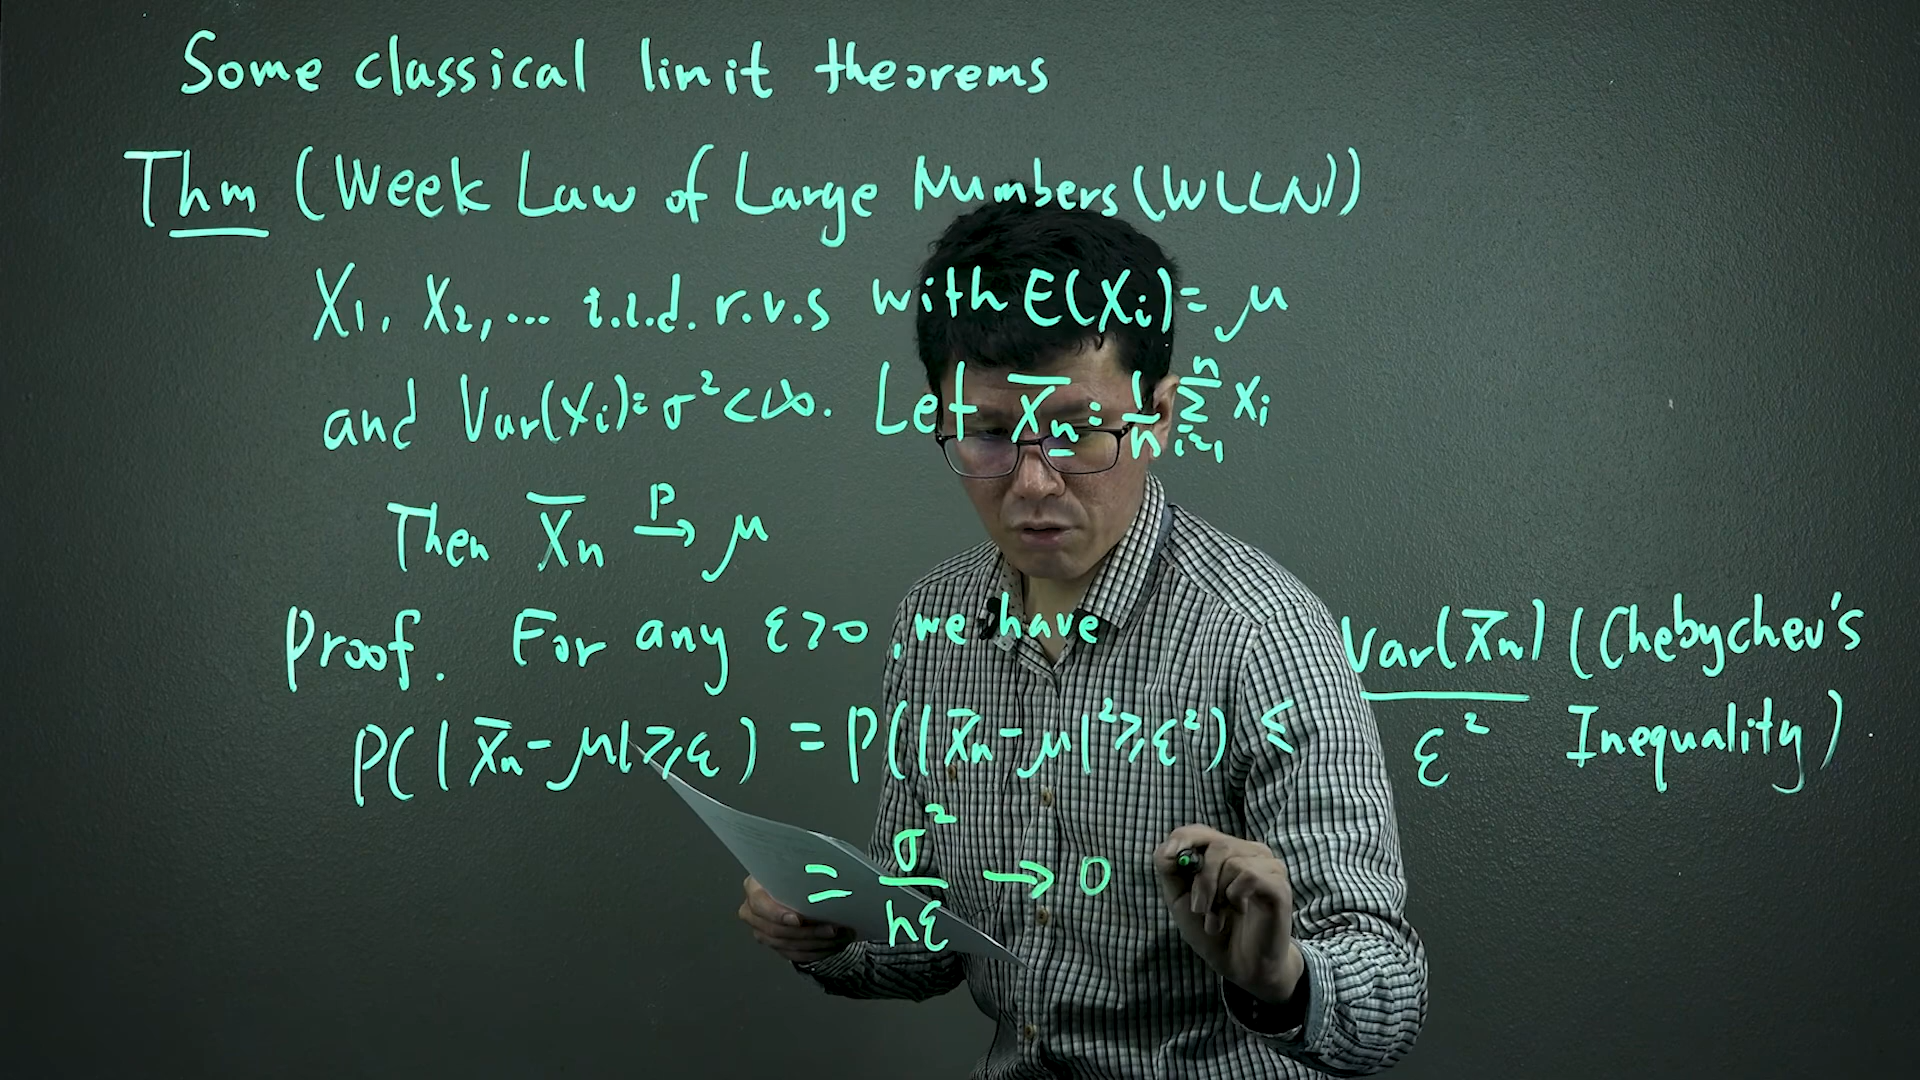 Some classical limit theorems
Thm (Week Law of Large Numbers (WLLN))
X₁, X₂, ... i.i.d. r.v.s with E(Xᵢ) = μ
and Var(Xᵢ) = σ² < ∞. Let X̄ₙ = 1/n Σᵢ₌₁ⁿ Xᵢ
Then X̄ₙ →ᵖ μ
Proof. For any ε>0, we have
P(|X̄ₙ - μ| ≥ ε) = P(|X̄ₙ - μ|² ≥ ε²) ≤ Var(X̄ₙ)/ε² (Chebychev's Inequality).
= σ²/nε → 0